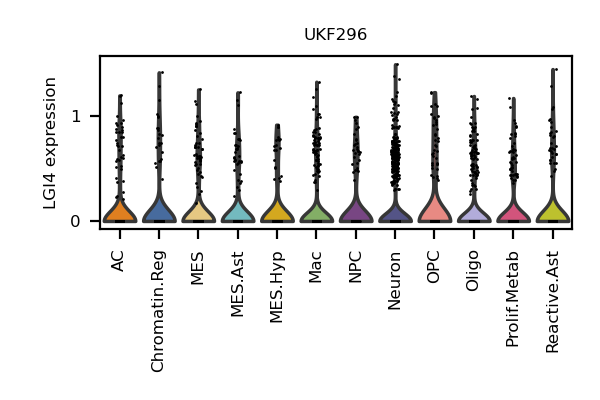 UKF296
LGI4 expression
1
0
AC
Chromatin.Reg
MES
MES.Ast
MES.Hyp
Mac
NPC
Neuron
OPC
Oligo
Prolif.Metab
Reactive.Ast